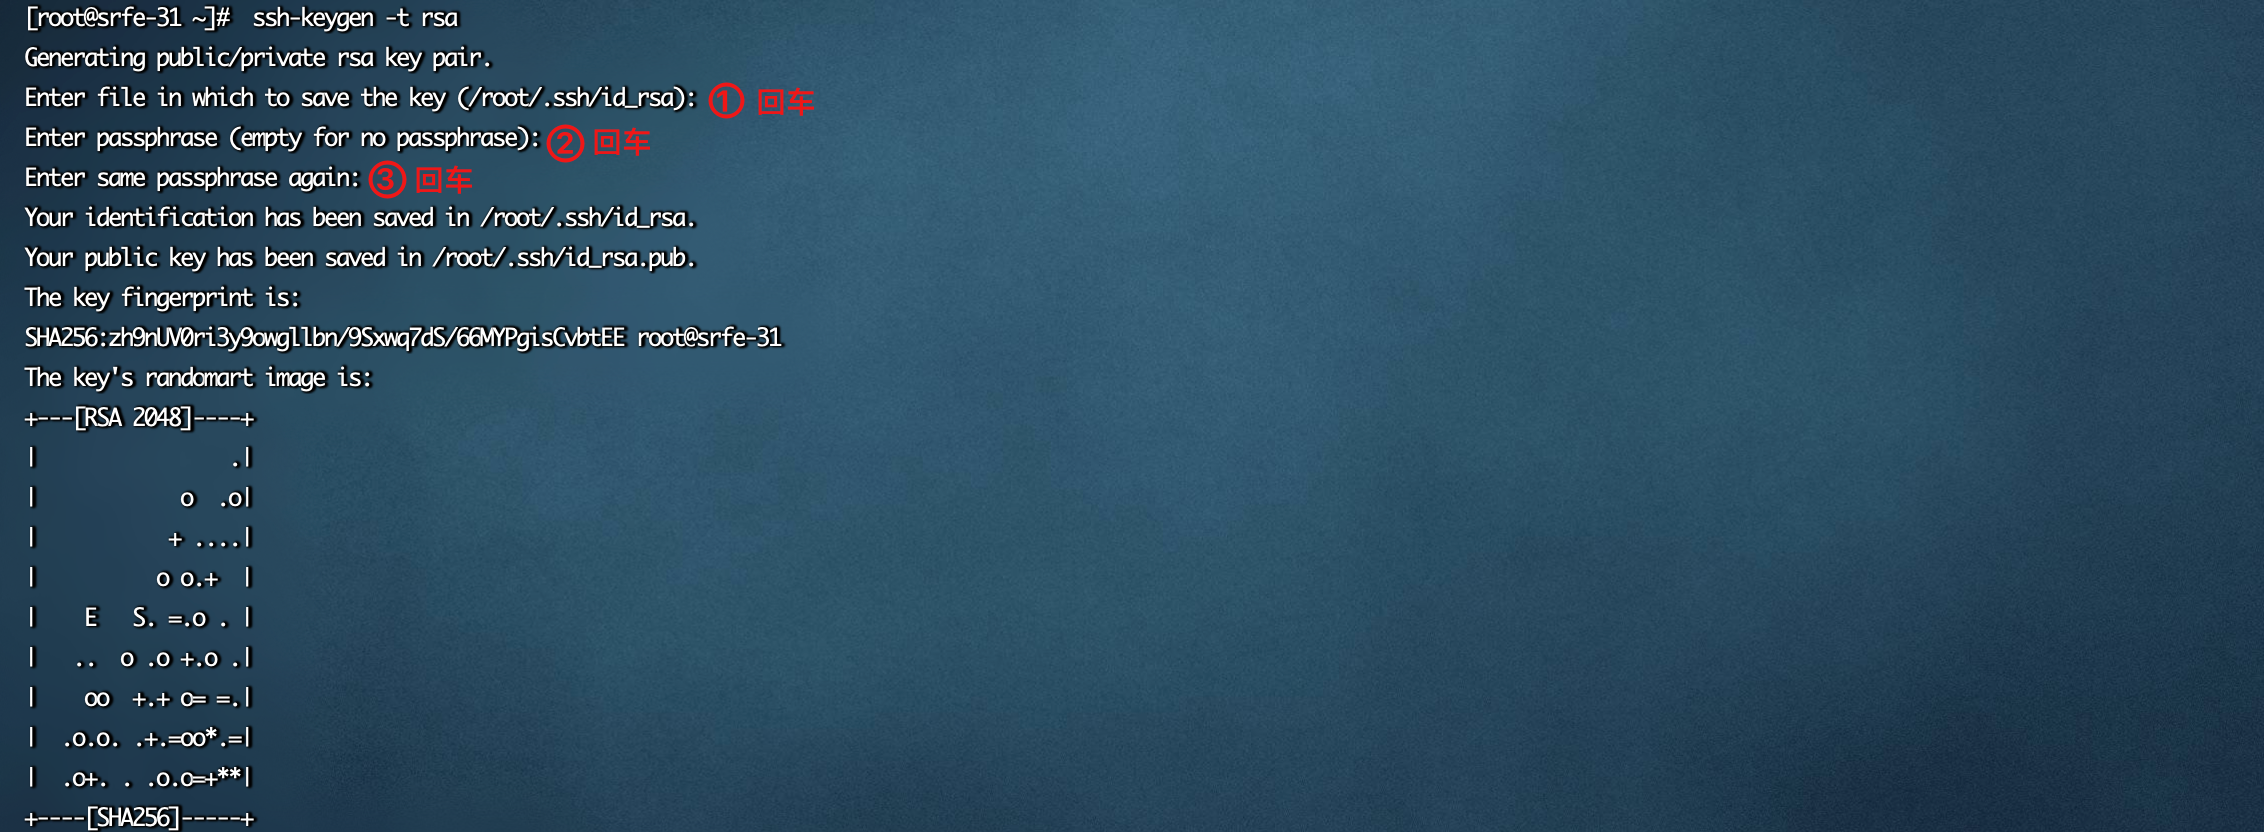 [root@srfe-31 ~]#  ssh-keygen -t rsa
Generating public/private rsa key pair.
Enter file in which to save the key (/root/.ssh/id_rsa): ① 回车
Enter passphrase (empty for no passphrase): ② 回车
Enter same passphrase again: ③ 回车
Your identification has been saved in /root/.ssh/id_rsa.
Your public key has been saved in /root/.ssh/id_rsa.pub.
The key fingerprint is:
SHA256:zh9nUV0ri3y9owgllbn/9Sxwq7dS/66MYPgisCvbtEE root@srfe-31
The key's randomart image is:
+---[RSA 2048]----+
|                .|
|            o  .o|
|           + ....|
|          o o.+  |
|    E   S. =.o . |
|   ..  o .o +.o .|
|    oo  +.+ o= =.|
|  .o.o. .+.=oo*.=|
|  .o+. . .o.o=+**|
+----[SHA256]-----+